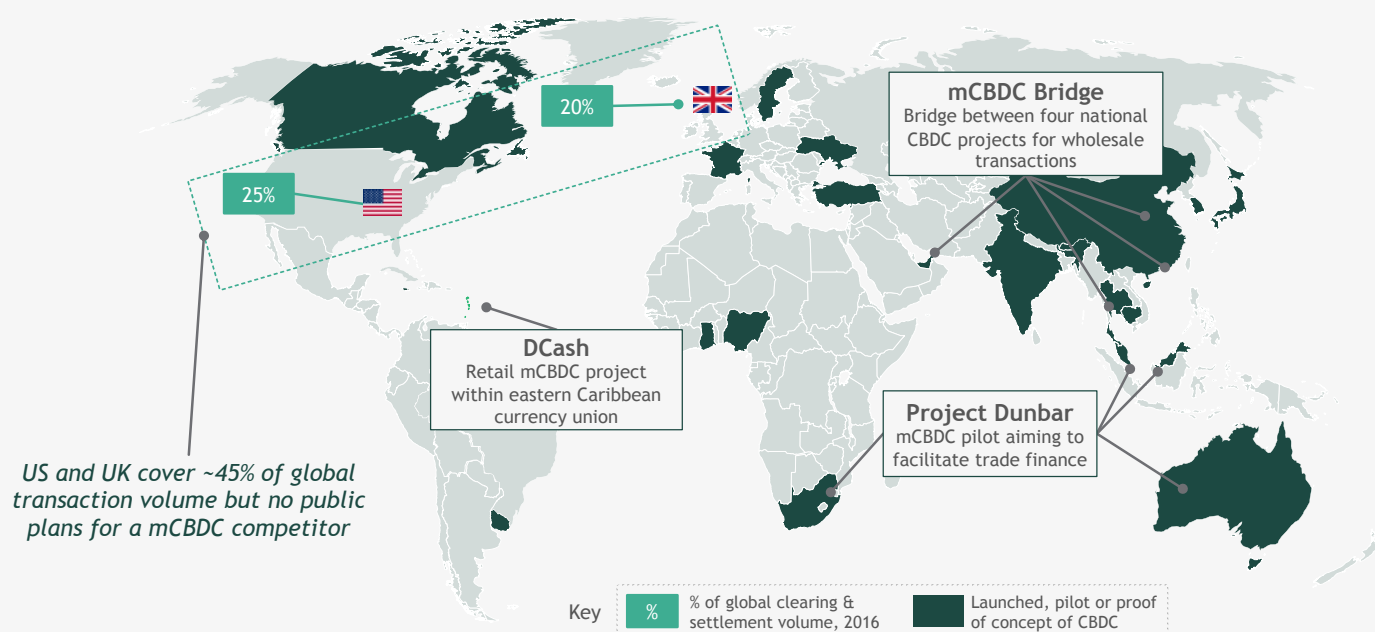 20%
25%
mCBDC Bridge
Bridge between four national
CBDC projects for wholesale
transactions
DCash
Retail mCBDC project
within eastern Caribbean
currency union
Project Dunbar
mCBDC pilot aiming to
facilitate trade finance
US and UK cover ~45% of global
transaction volume but no public
plans for a mCBDC competitor
Key
%
% of global clearing &
settlement volume, 2016
Launched, pilot or proof
of concept of CBDC